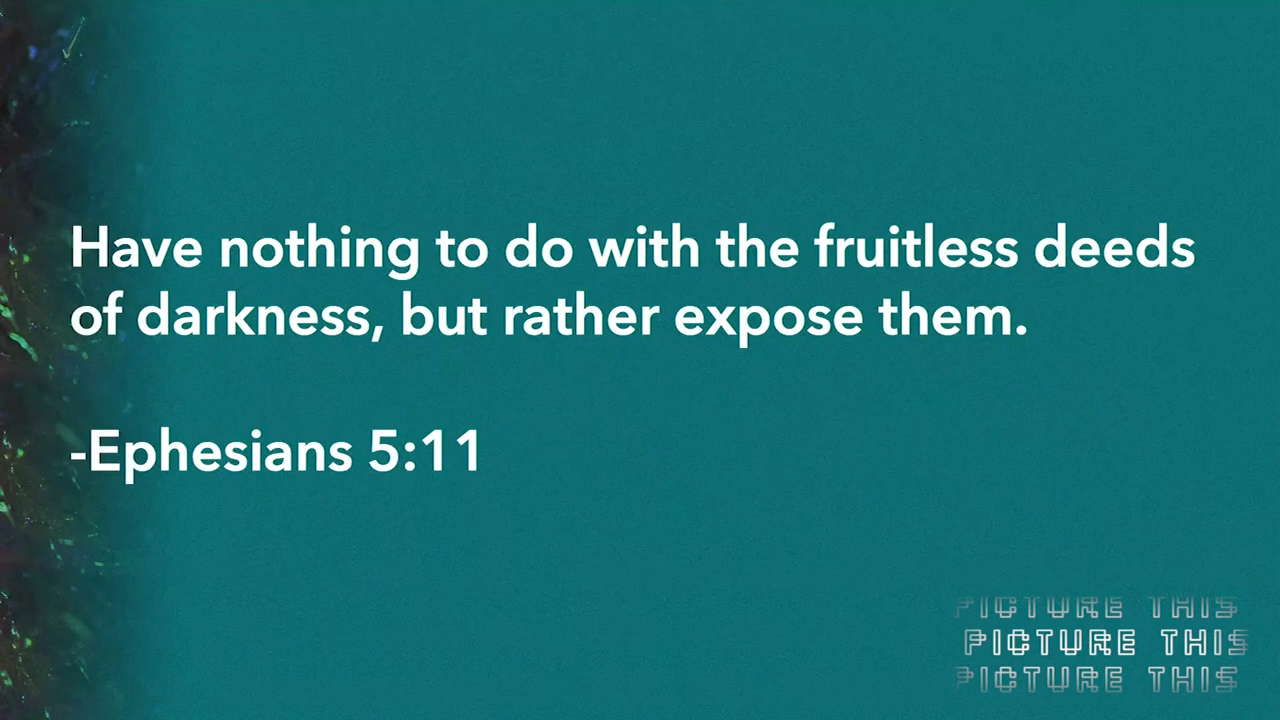 Have nothing to do with the fruitless deeds
of darkness, but rather expose them.
-Ephesians 5:11
PICTURE THIS
PICTURE THIS
PICTURE THIS